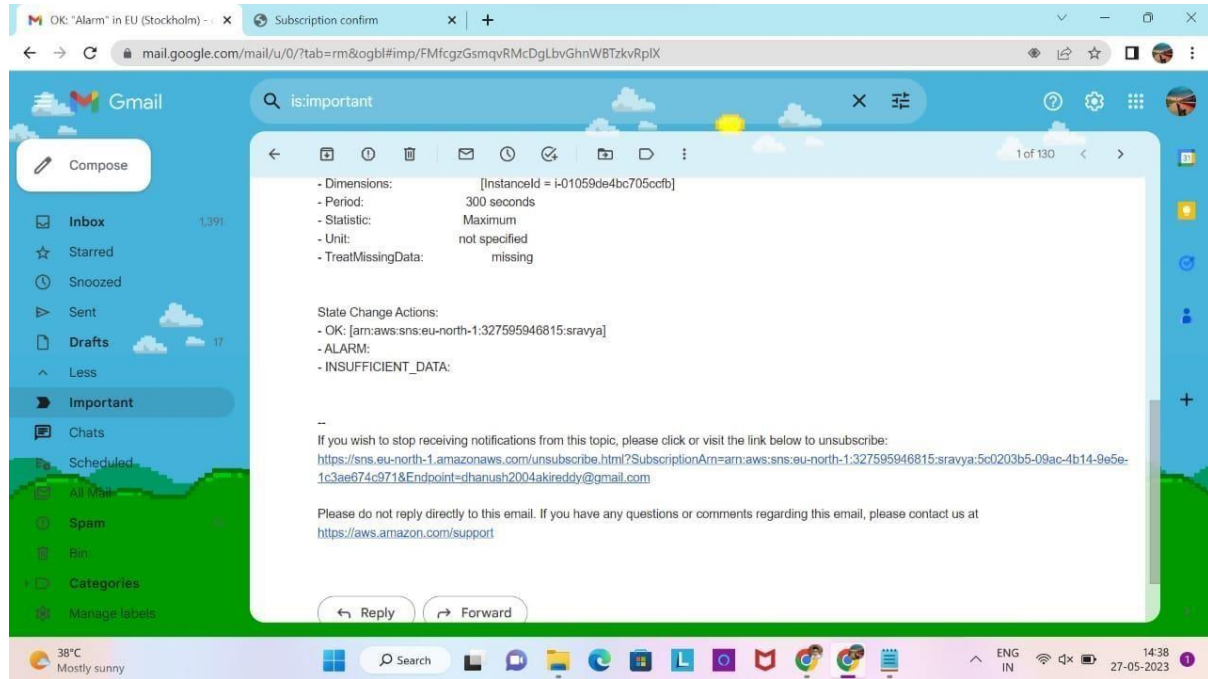 OK: "Alarm" in EU (Stockholm) -
Subscription confirm
mail.google.com/mail/u/0/?tab=rm&ogbl#imp/FMfcgzGsmqvRMcDgLbvGhnWBTzkvRplX
Gmail
is:important
Compose
1 of 130
31
Inbox 1,391
Starred
Snoozed
Sent
Drafts 17
Less
Important
Chats
Scheduled
All Mail
Spam
Bin
Categories
Manage labels
- Dimensions: [InstanceId = i-01059de4bc705ccfb]
- Period: 300 seconds
- Statistic: Maximum
- Unit: not specified
- TreatMissingData: missing
State Change Actions:
- OK: [arn:aws:sns:eu-north-1:327595946815:sravya]
- ALARM:
- INSUFFICIENT_DATA:
--
If you wish to stop receiving notifications from this topic, please click or visit the link below to unsubscribe:
https://sns.eu-north-1.amazonaws.com/unsubscribe.html?SubscriptionArn=arn:aws:sns:eu-north-1:327595946815:sravya:5c0203b5-09ac-4b14-9e5e-
1c3ae674c971&Endpoint=dhanush2004akireddy@gmail.com
Please do not reply directly to this email. If you have any questions or comments regarding this email, please contact us at
https://aws.amazon.com/support
Reply
Forward
38°C
Mostly sunny
Search
L
ENG
IN
14:38
27-05-2023
1